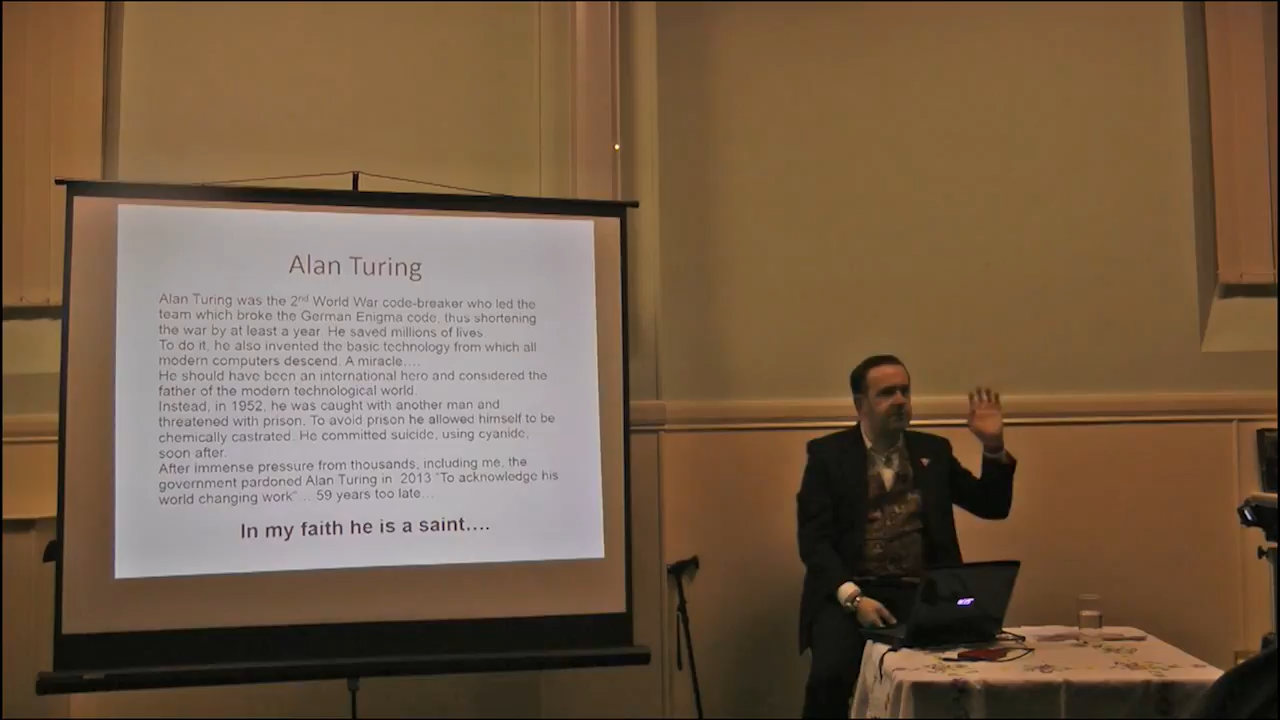 Alan Turing
Alan Turing was the 2nd World War code-breaker who led the
team which broke the German Enigma code, thus shortening
the war by at least a year. He saved millions of lives.
To do it, he also invented the basic technology from which all
modern computers descend. A miracle....
He should have been an international hero and considered the
father of the modern technological world.
Instead, in 1952, he was caught with another man and
threatened with prison. To avoid prison he allowed himself to be
chemically castrated. He committed suicide, using cyanide,
soon after.
After immense pressure from thousands, including me, the
government pardoned Alan Turing in 2013 "To acknowledge his
world changing work"... 59 years too late...
In my faith he is a saint....